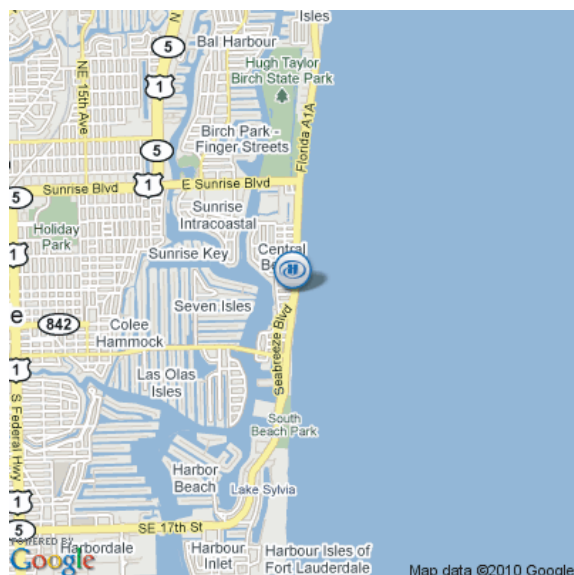 Isles
N
5
Bal Harbour
Hugh Taylor
Birch State Park
NE 15th Ave
1
Florida A1A
Birch Park -
Finger Streets
5
1
Sunrise Blvd
E Sunrise Blvd
5
Sunrise
Intracoastal
Holiday
Park
Central
Sunrise Key
1
Seven Isles
e
842
Colee
Hammock
Seabreeze Blvd
1
Las Olas
Isles
S Federal Hwy
South
Beach Park
Harbor
Beach
Lake Sylvia
1
5
SE 17th St
POWERED BY
Google
Harbordale
Harbour
Inlet
Harbour Isles of
Fort Lauderdale
Map data ©2010 Google